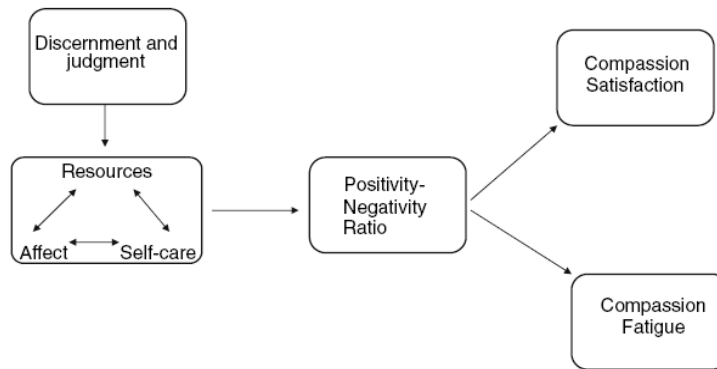 Discernment and
judgment
Resources
Affect
Self-care
Positivity-
Negativity
Ratio
Compassion
Satisfaction
Compassion
Fatigue